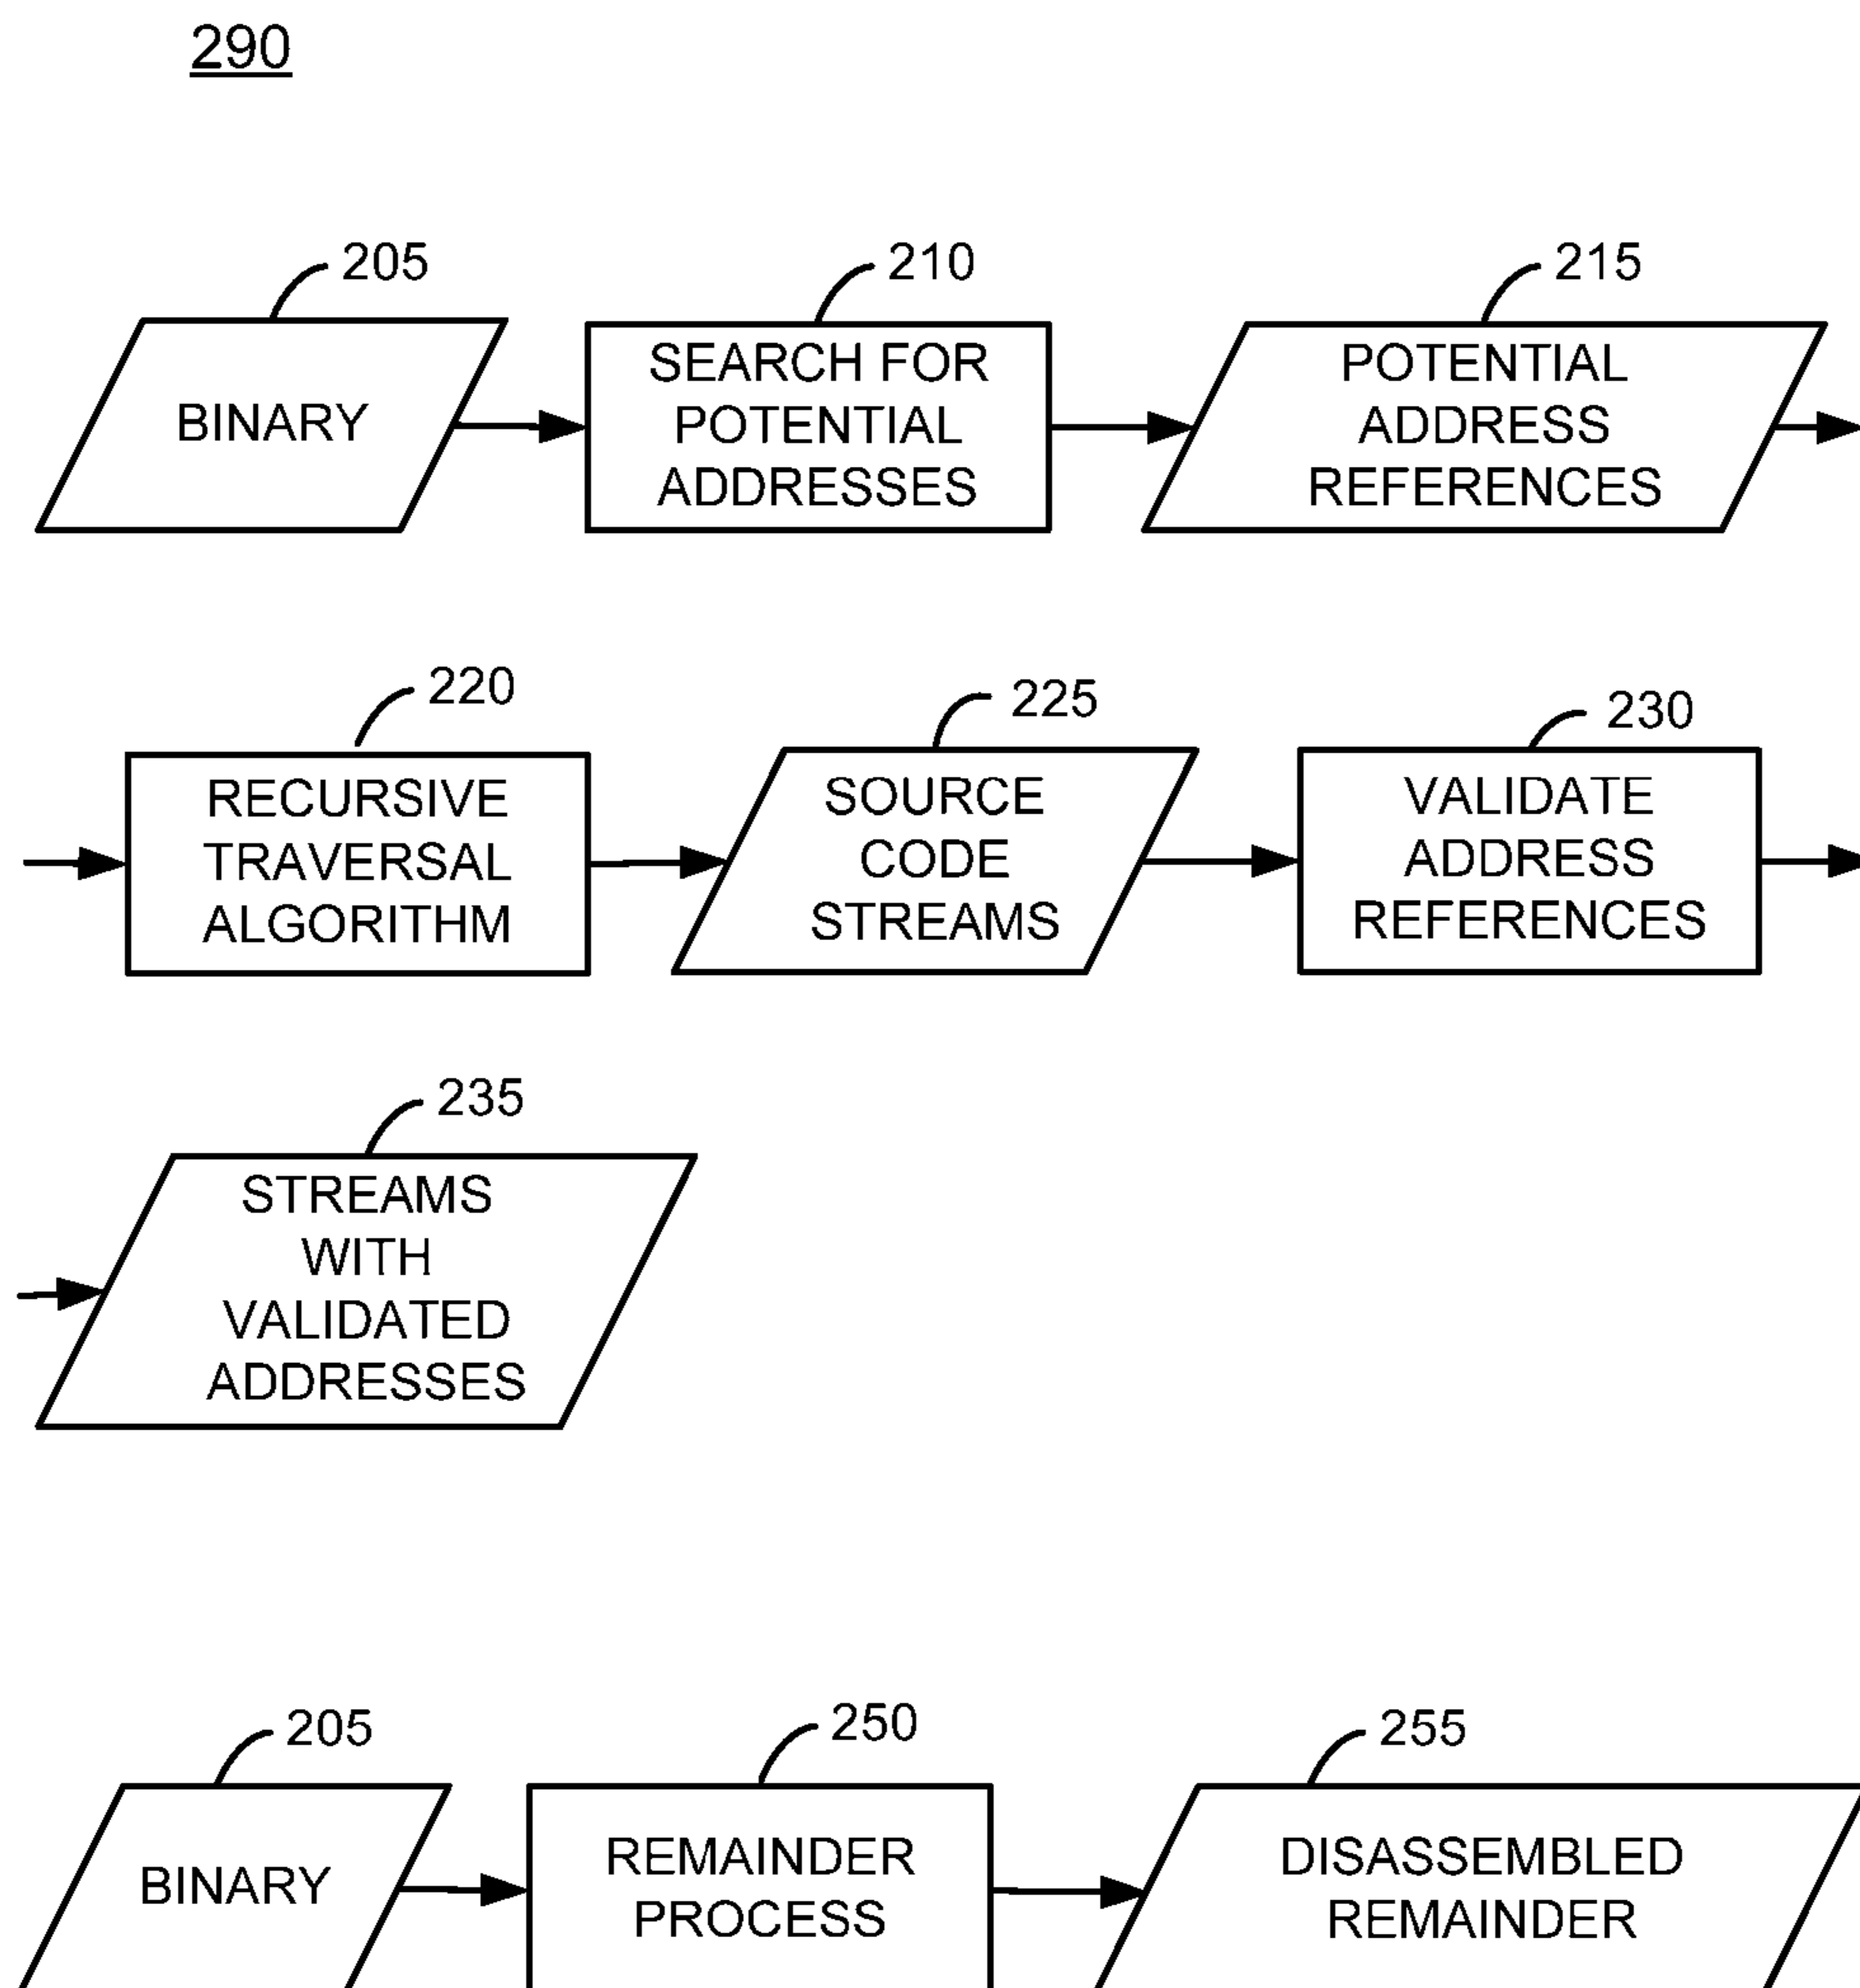 290
205
210
215
BINARY
SEARCH FOR
POTENTIAL
ADDRESSES
POTENTIAL
ADDRESS
REFERENCES
220
225
230
RECURSIVE
TRAVERSAL
ALGORITHM
SOURCE
CODE
STREAMS
VALIDATE
ADDRESS
REFERENCES
235
STREAMS
WITH
VALIDATED
ADDRESSES
205
250
255
BINARY
REMAINDER
PROCESS
DISASSEMBLED
REMAINDER